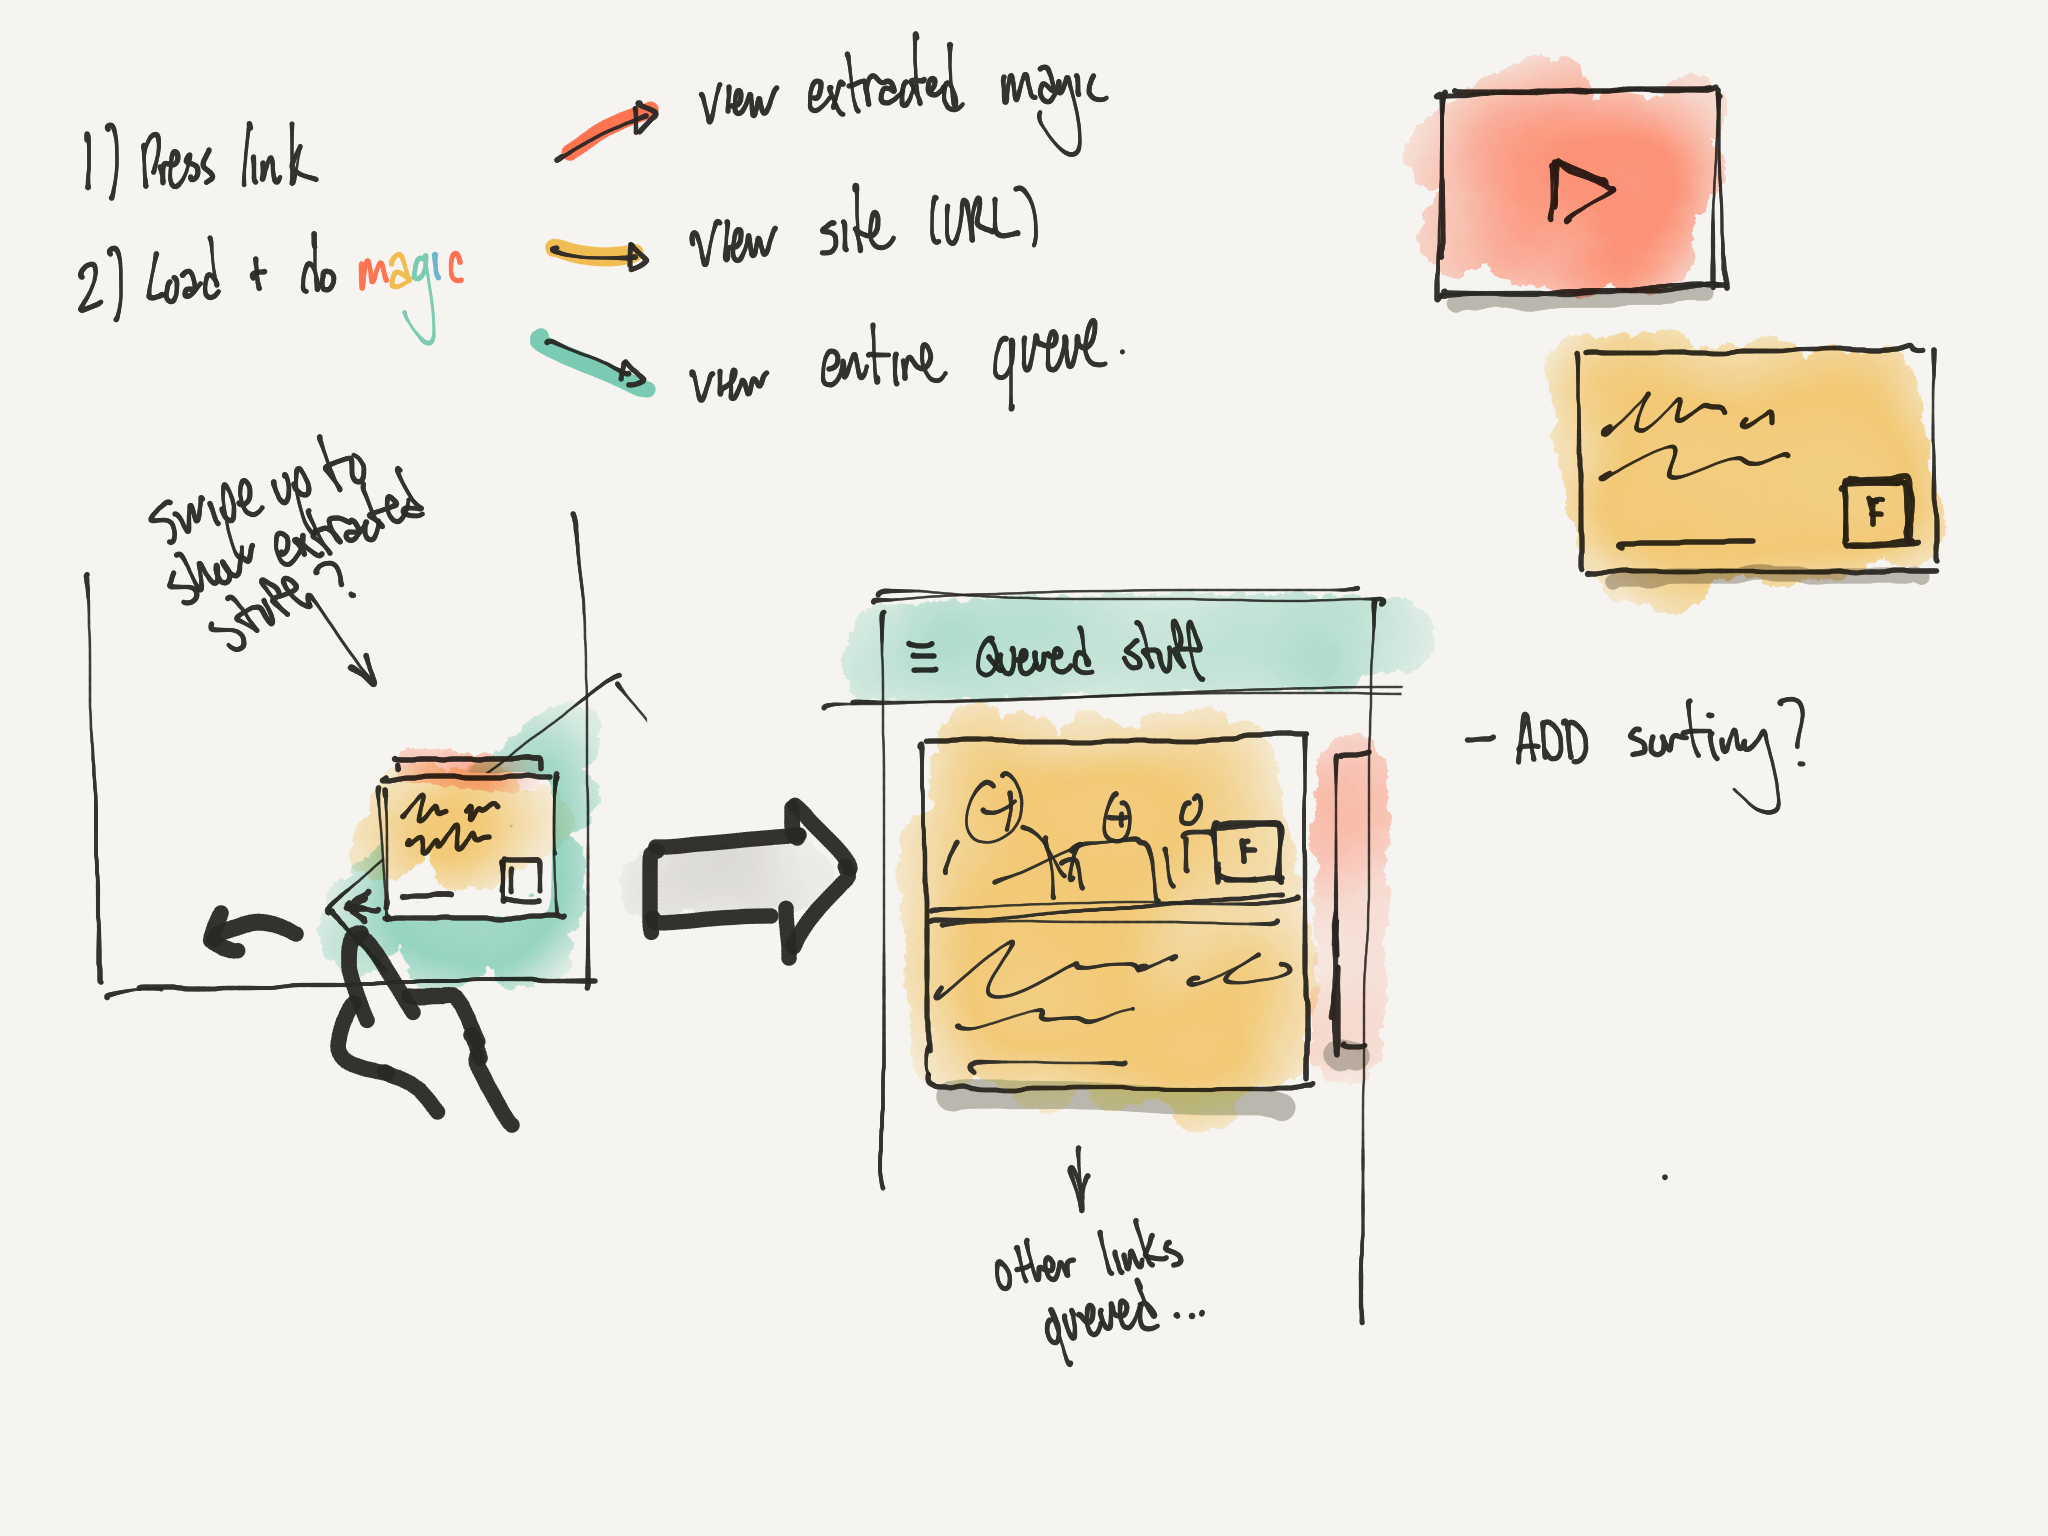 1) Press link
2) Load + do magic
view extracted magic
view site (URL)
view entire queue.
swipe up to
show extracted
stuff?
F
≡ Queued stuff
F
- ADD sorting?
other links
queued...